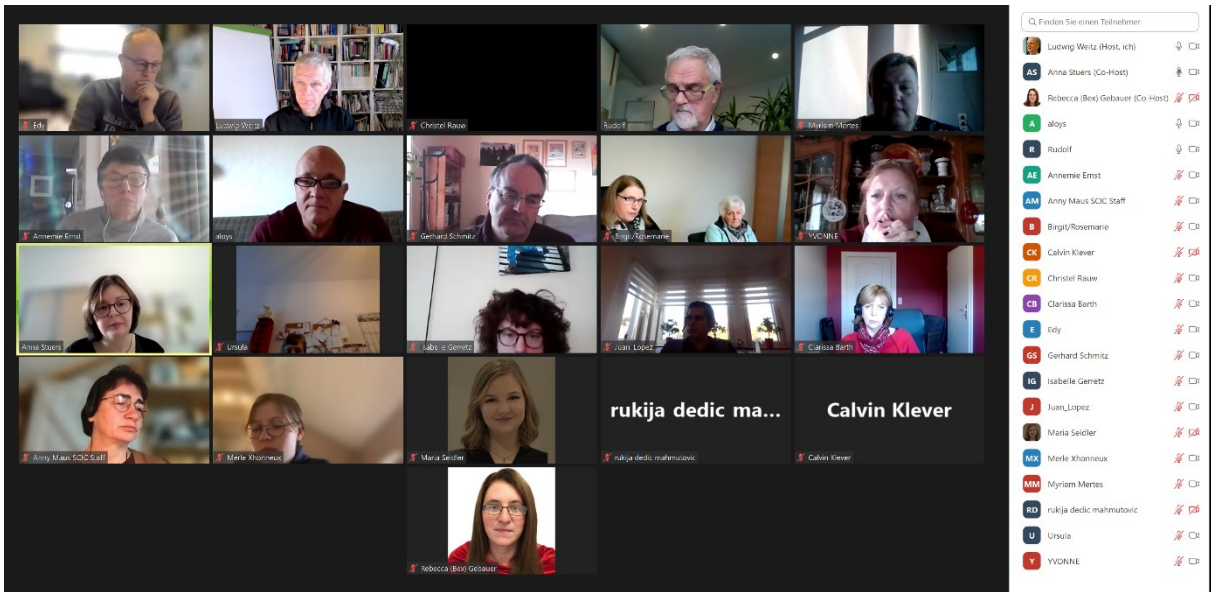 Edy
Ludwig Weitz
Christel Rauw
Rudolf
Myriam Mertes
Annemie Ernst
aloys
Gerhard Schmitz
Birgit/Rosemarie
YVONNE
Anna Stuers
Ursula
Isabelle Gerretz
Juan_Lopez
Clarissa Barth
Anny Maus SCIC Staff
Merle Xhonneux
Maria Seidler
rukija dedic ma...
rukija dedic mahmutovic
Calvin Klever
Calvin Klever
Rebecca (Bex) Gebauer
Finden Sie einen Teilnehmer
Ludwig Weitz (Host, ich)
AS Anna Stuers (Co-Host)
Rebecca (Bex) Gebauer (Co-Host)
A aloys
R Rudolf
AE Annemie Ernst
AM Anny Maus SCIC Staff
B Birgit/Rosemarie
CK Calvin Klever
CR Christel Rauw
CB Clarissa Barth
E Edy
GS Gerhard Schmitz
IG Isabelle Gerretz
J Juan_Lopez
Maria Seidler
MX Merle Xhonneux
MM Myriam Mertes
RD rukija dedic mahmutovic
U Ursula
Y YVONNE